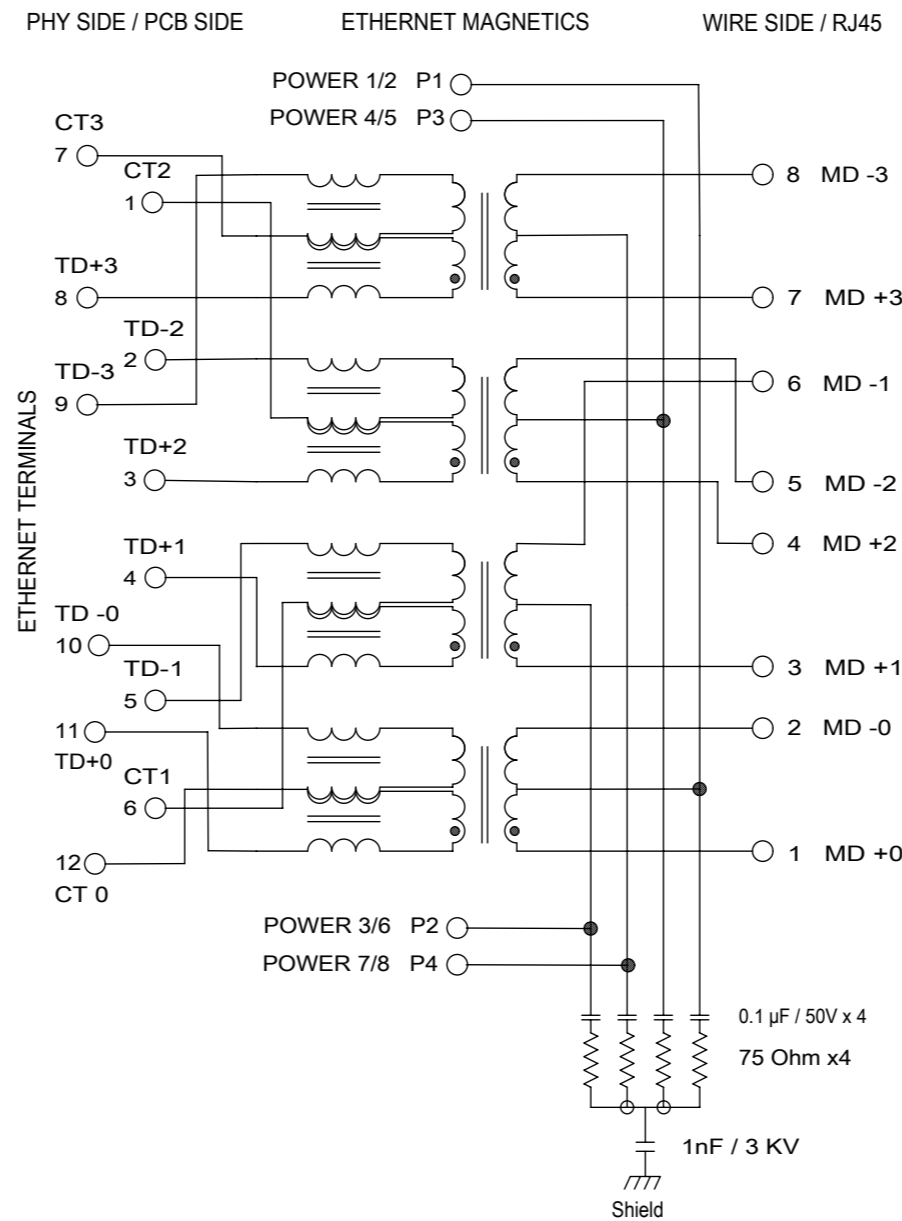 PHY SIDE / PCB SIDE ETHERNET MAGNETICS WIRE SIDE / RJ45
POWER 1/2 P1
POWER 4/5 P3
CT3
7
CT2
1
8 MD -3
TD+3
8
7 MD +3
TD-2
2
TD-3
9
6 MD -1
TD+2
3
5 MD -2
4 MD +2
ETHERNET TERMINALS
TD+1
4
TD -0
10
TD-1
5
3 MD +1
11
TD+0
2 MD -0
CT1
6
12
CT 0
1 MD +0
POWER 3/6 P2
POWER 7/8 P4
0.1 µF / 50V x 4
75 Ohm x4
1nF / 3 KV
Shield